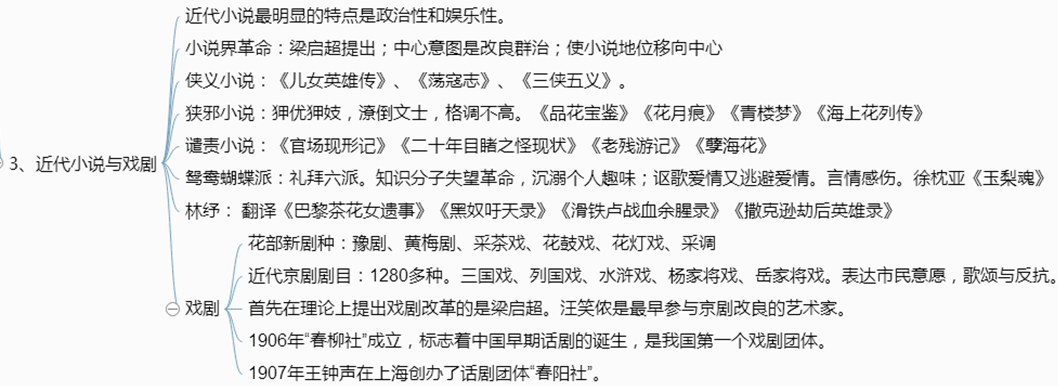 近代小说最明显的特点是政治性和娱乐性。
小说界革命：梁启超提出；中心意图是改良群治；使小说地位移向中心
侠义小说：《儿女英雄传》、《荡寇志》、《三侠五义》。
狭邪小说：狎优狎妓，潦倒文士，格调不高。《品花宝鉴》《花月痕》《青楼梦》《海上花列传》
谴责小说：《官场现形记》《二十年目睹之怪现状》《老残游记》《孽海花》
3、近代小说与戏剧
鸳鸯蝴蝶派：礼拜六派。知识分子失望革命，沉溺个人趣味；讴歌爱情又逃避爱情。言情感伤。徐枕亚《玉梨魂》
林纾： 翻译《巴黎茶花女遗事》《黑奴吁天录》《滑铁卢战血余腥录》《撒克逊劫后英雄录》
花部新剧种：豫剧、黄梅剧、采茶戏、花鼓戏、花灯戏、采调
近代京剧剧目：1280多种。三国戏、列国戏、水浒戏、杨家将戏、岳家将戏。表达市民意愿，歌颂与反抗。
戏剧
首先在理论上提出戏剧改革的是梁启超。汪笑侬是最早参与京剧改良的艺术家。
1906年“春柳社”成立，标志着中国早期话剧的诞生，是我国第一个戏剧团体。
1907年王钟声在上海创办了话剧团体“春阳社”。